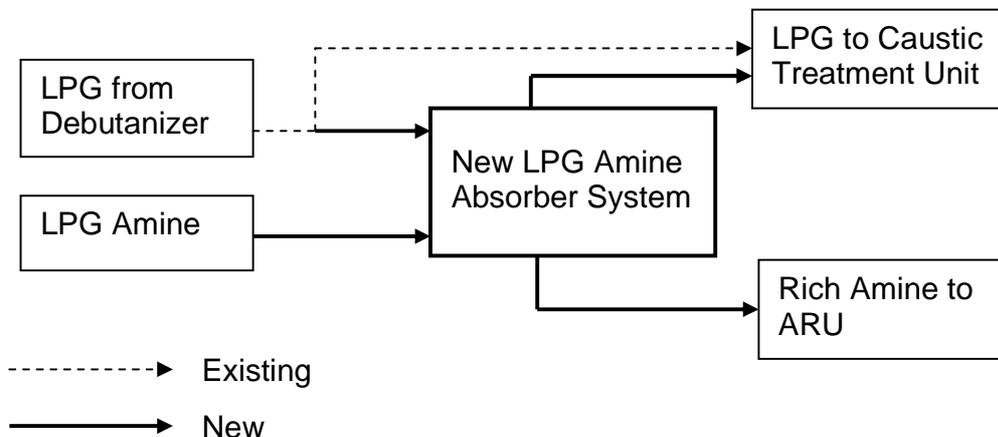 LPG from
Debutanizer
LPG to Caustic
Treatment Unit
New LPG Amine
Absorber System
LPG Amine
Rich Amine to
ARU
Existing
New